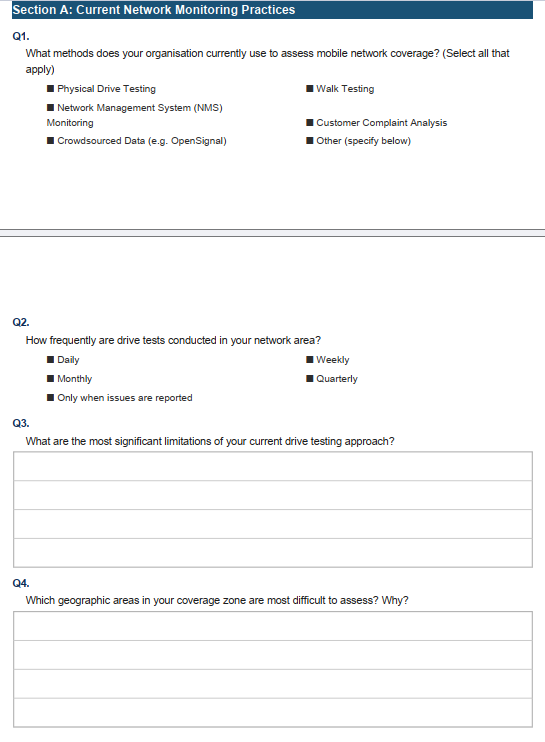 Section A: Current Network Monitoring Practices
Q1.
What methods does your organisation currently use to assess mobile network coverage? (Select all that
apply)
■ Physical Drive Testing
■ Walk Testing
■ Network Management System (NMS)
Monitoring
■ Customer Complaint Analysis
■ Crowdsourced Data (e.g. OpenSignal)
■ Other (specify below)
Q2.
How frequently are drive tests conducted in your network area?
■ Daily
■ Weekly
■ Monthly
■ Quarterly
■ Only when issues are reported
Q3.
What are the most significant limitations of your current drive testing approach?
Q4.
Which geographic areas in your coverage zone are most difficult to assess? Why?